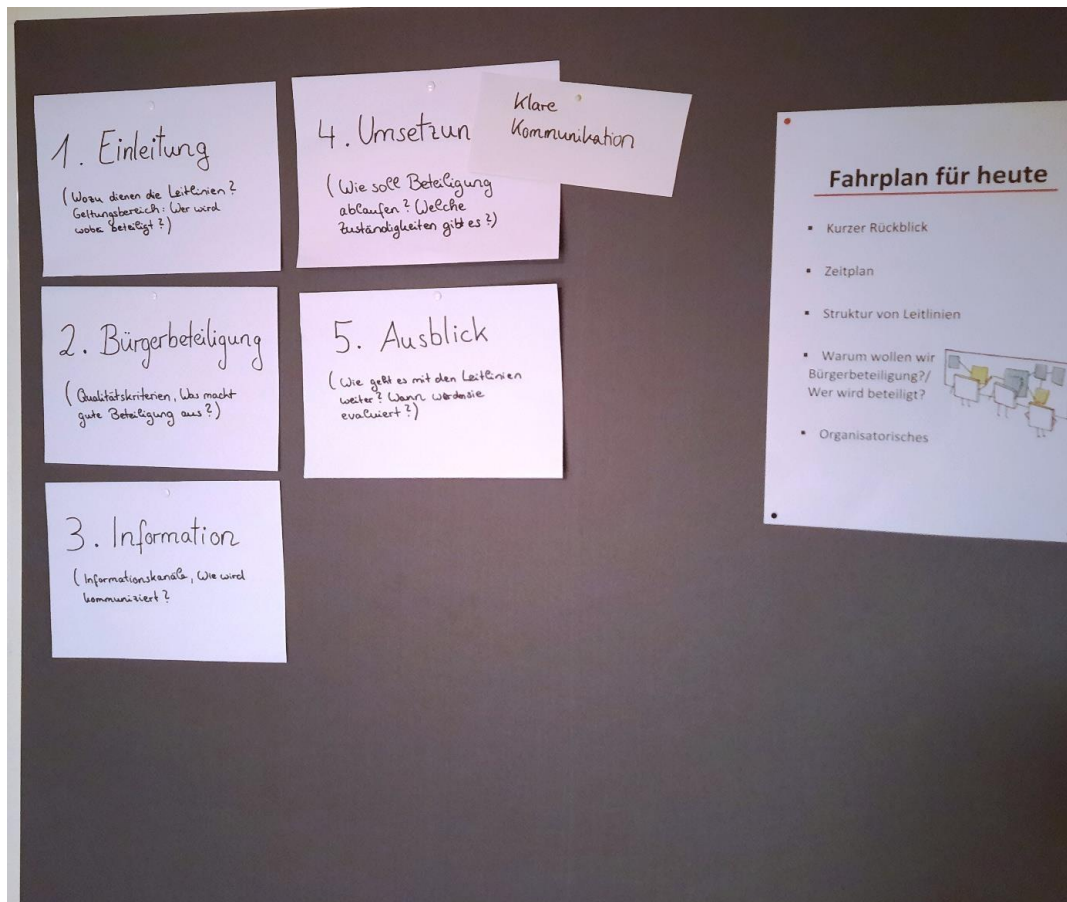 1. Einleitung
(Wozu dienen die Leitlinien?
Geltungsbereich: Wer wird
wobei beteiligt?)
2. Bürgerbeteiligung
(Qualitätskriterien, Was macht
gute Beteiligung aus?)
3. Information
(Informationskanäle, Wie wird
kommuniziert?
4. Umsetzun
(Wie soll Beteiligung
ablaufen? Welche
Zuständigkeiten gibt es?)
Klare
Kommunikation
5. Ausblick
(Wie geht es mit den Leitlinien
weiter? Wann werden sie
evaluiert?)
Fahrplan für heute
▪ Kurzer Rückblick
▪ Zeitplan
▪ Struktur von Leitlinien
▪ Warum wollen wir
Bürgerbeteiligung?/
Wer wird beteiligt?
▪ Organisatorisches